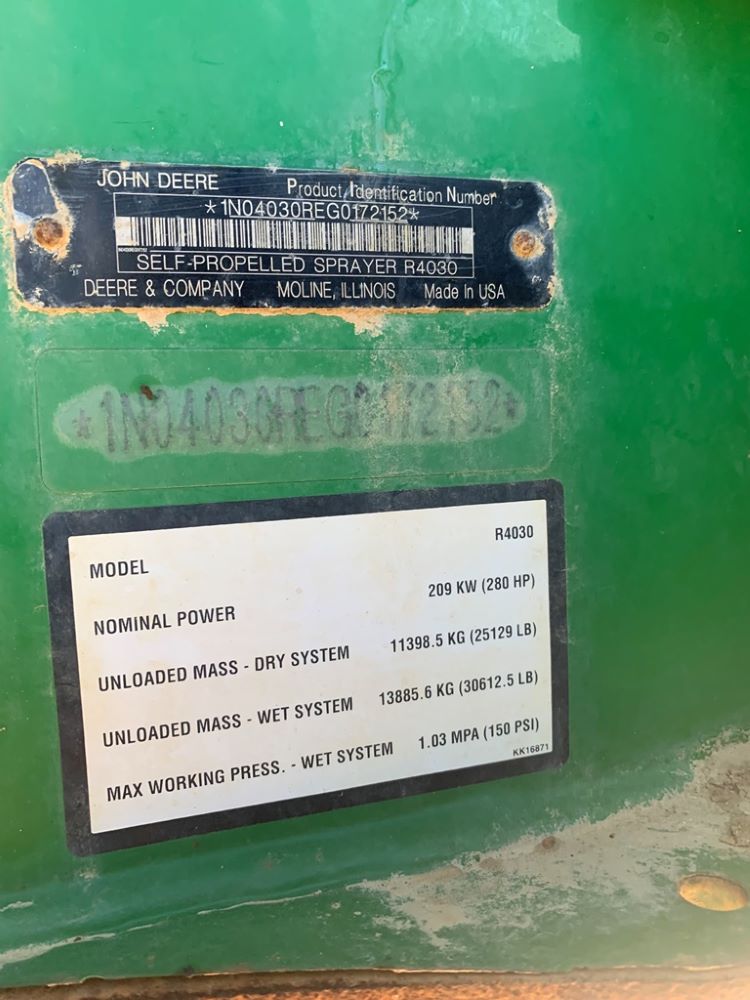 JOHN DEERE Product Identification Number
*1N04030REG0172152*
SELF-PROPELLED SPRAYER R4030
DEERE & COMPANY MOLINE, ILLINOIS Made In USA
*1N04030REG0172152*
MODEL R4030
NOMINAL POWER 209 KW (280 HP)
UNLOADED MASS - DRY SYSTEM 11398.5 KG (25129 LB)
UNLOADED MASS - WET SYSTEM 13885.6 KG (30612.5 LB)
MAX WORKING PRESS. - WET SYSTEM 1.03 MPA (150 PSI)
KK16871